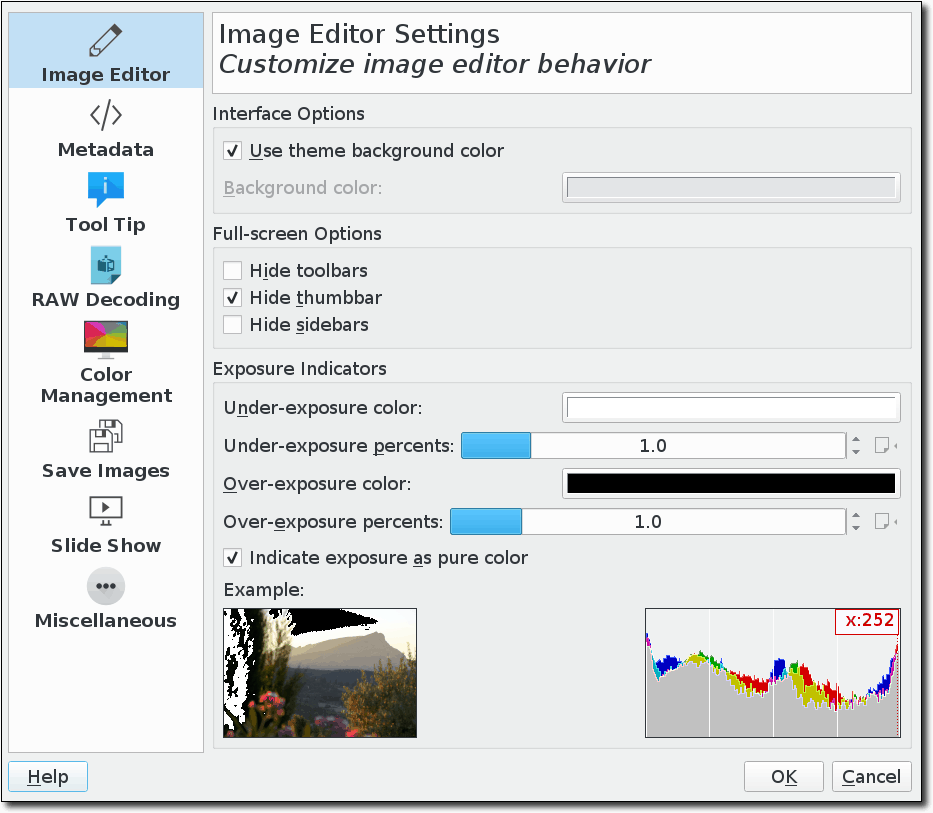 Image Editor
Metadata
Tool Tip
RAW Decoding
Color
Management
Save Images
Slide Show
Miscellaneous
Image Editor Settings
Customize image editor behavior
Interface Options
Use theme background color
Background color:
Full-screen Options
Hide toolbars
Hide thumbbar
Hide sidebars
Exposure Indicators
Under-exposure color:
Under-exposure percents: 1.0
Over-exposure color:
Over-exposure percents: 1.0
Indicate exposure as pure color
Example:
x:252
Help OK Cancel